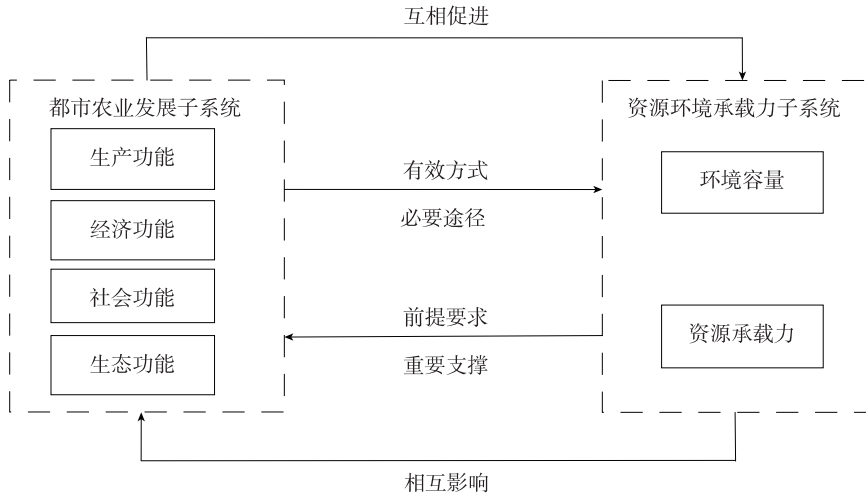 互相促进
都市农业发展子系统
生产功能
经济功能
社会功能
生态功能
有效方式
必要途径
前提要求
重要支撑
资源环境承载力子系统
环境容量
资源承载力
相互影响